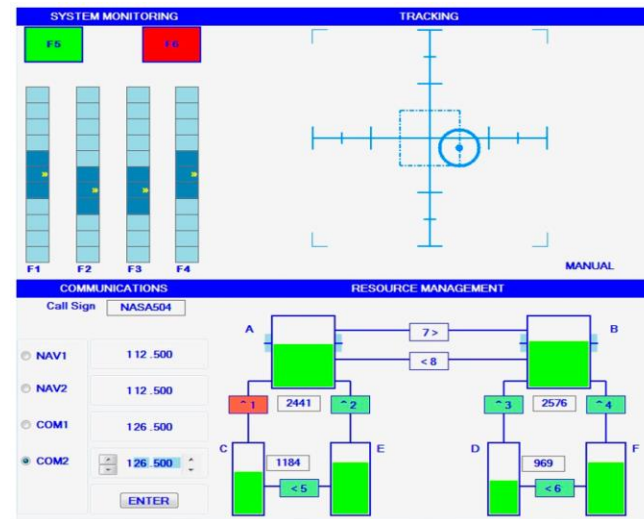 SYSTEM MONITORING
TRACKING
F5
F6
F1
F2
F3
F4
MANUAL
COMMUNICATIONS
RESOURCE MANAGEMENT
Call Sign
NASA504
A
B
7 >
< 8
NAV1
112.500
NAV2
112.500
^ 1
2441
^ 2
^ 3
2576
^ 4
COM1
126.500
C
E
D
F
COM2
126.500
1184
969
< 5
< 6
ENTER